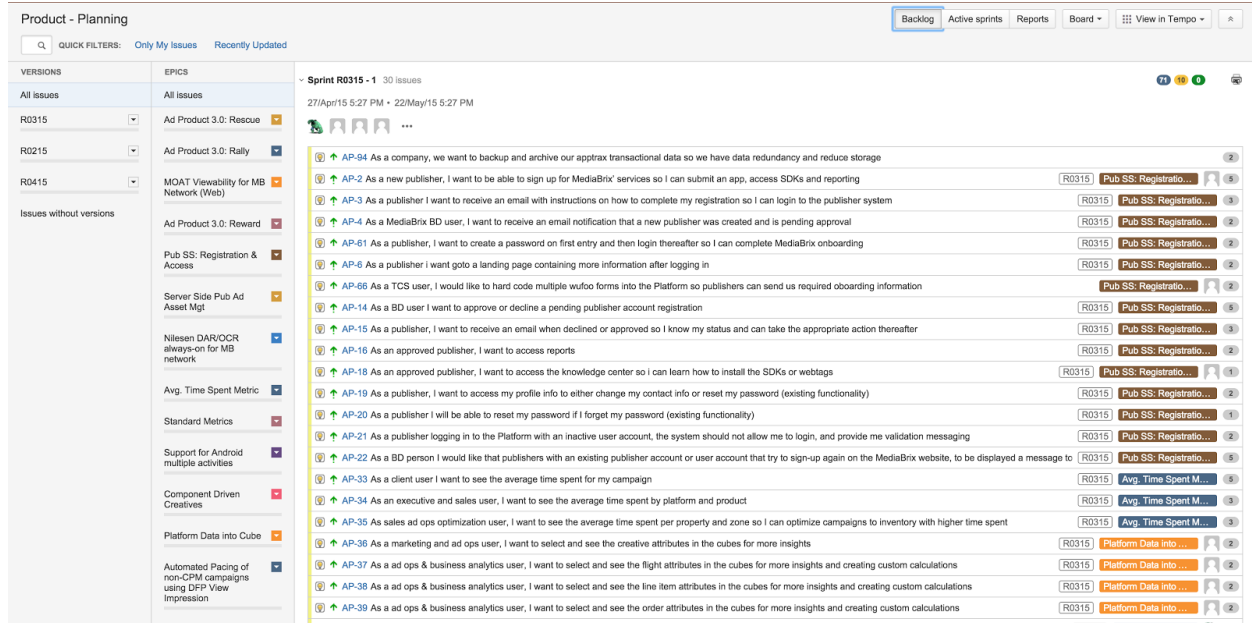 Product - Planning
Backlog
Active sprints
Reports
Board
View in Tempo
QUICK FILTERS:
Only My Issues
Recently Updated
VERSIONS
All issues
R0315
R0215
R0415
Issues without versions
EPICS
All issues
Ad Product 3.0: Rescue
Ad Product 3.0: Rally
MOAT Viewability for MB
Network (Web)
Ad Product 3.0: Reward
Pub SS: Registration &
Access
Server Side Pub Ad
Asset Mgt
Nilesen DAR/OCR
always-on for MB
network
Avg. Time Spent Metric
Standard Metrics
Support for Android
multiple activities
Component Driven
Creatives
Platform Data into Cube
Automated Pacing of
non-CPM campaigns
using DFP View
Impression
Sprint R0315 - 1 30 issues
71 10 0
27/Apr/15 5:27 PM • 22/May/15 5:27 PM
AP-94 As a company, we want to backup and archive our apptrax transactional data so we have data redundancy and reduce storage 2
AP-2 As a new publisher, I want to be able to sign up for MediaBrix' services so I can submit an app, access SDKs and reporting R0315 Pub SS: Registratio... 5
AP-3 As a publisher I want to receive an email with instructions on how to complete my registration so I can login to the publisher system R0315 Pub SS: Registratio... 3
AP-4 As a MediaBrix BD user, I want to receive an email notification that a new publisher was created and is pending approval R0315 Pub SS: Registratio... 2
AP-61 As a publisher, I want to create a password on first entry and then login thereafter so I can complete MediaBrix onboarding R0315 Pub SS: Registratio... 2
AP-6 As a publisher i want goto a landing page containing more information after logging in R0315 Pub SS: Registratio... 2
AP-66 As a TCS user, I would like to hard code multiple wufoo forms into the Platform so publishers can send us required oboarding information Pub SS: Registratio... 2
AP-14 As a BD user I want to approve or decline a pending publisher account registration R0315 Pub SS: Registratio... 5
AP-15 As a publisher, I want to receive an email when declined or approved so I know my status and can take the appropriate action thereafter R0315 Pub SS: Registratio... 3
AP-16 As an approved publisher, I want to access reports R0315 Pub SS: Registratio... 2
AP-18 As an approved publisher, I want to access the knowledge center so i can learn how to install the SDKs or webtags R0315 Pub SS: Registratio... 1
AP-19 As a publisher, I want to access my profile info to either change my contact info or reset my password (existing functionality) R0315 Pub SS: Registratio... 2
AP-20 As a publisher I will be able to reset my password if I forget my password (existing functionality) R0315 Pub SS: Registratio... 1
AP-21 As a publisher logging in to the Platform with an inactive user account, the system should not allow me to login, and provide me validation messaging R0315 Pub SS: Registratio... 2
AP-22 As a BD person I would like that publishers with an existing publisher account or user account that try to sign-up again on the MediaBrix website, to be displayed a message to R0315 Pub SS: Registratio... 5
AP-33 As a client user I want to see the average time spent for my campaign R0315 Avg. Time Spent M... 5
AP-34 As an executive and sales user, I want to see the average time spent by platform and product R0315 Avg. Time Spent M... 3
AP-35 As sales ad ops optimization user, I want to see the average time spent per property and zone so I can optimize campaigns to inventory with higher time spent R0315 Avg. Time Spent M... 3
AP-36 As a marketing and ad ops user, I want to select and see the creative attributes in the cubes for more insights R0315 Platform Data into ... 2
AP-37 As a ad ops & business analytics user, I want to select and see the flight attributes in the cubes for more insights and creating custom calculations R0315 Platform Data into ... 2
AP-38 As a ad ops & business analytics user, I want to select and see the line item attributes in the cubes for more insights and creating custom calculations R0315 Platform Data into ... 2
AP-39 As a ad ops & business analytics user, I want to select and see the order attributes in the cubes for more insights and creating custom calculations R0315 Platform Data into ... 2